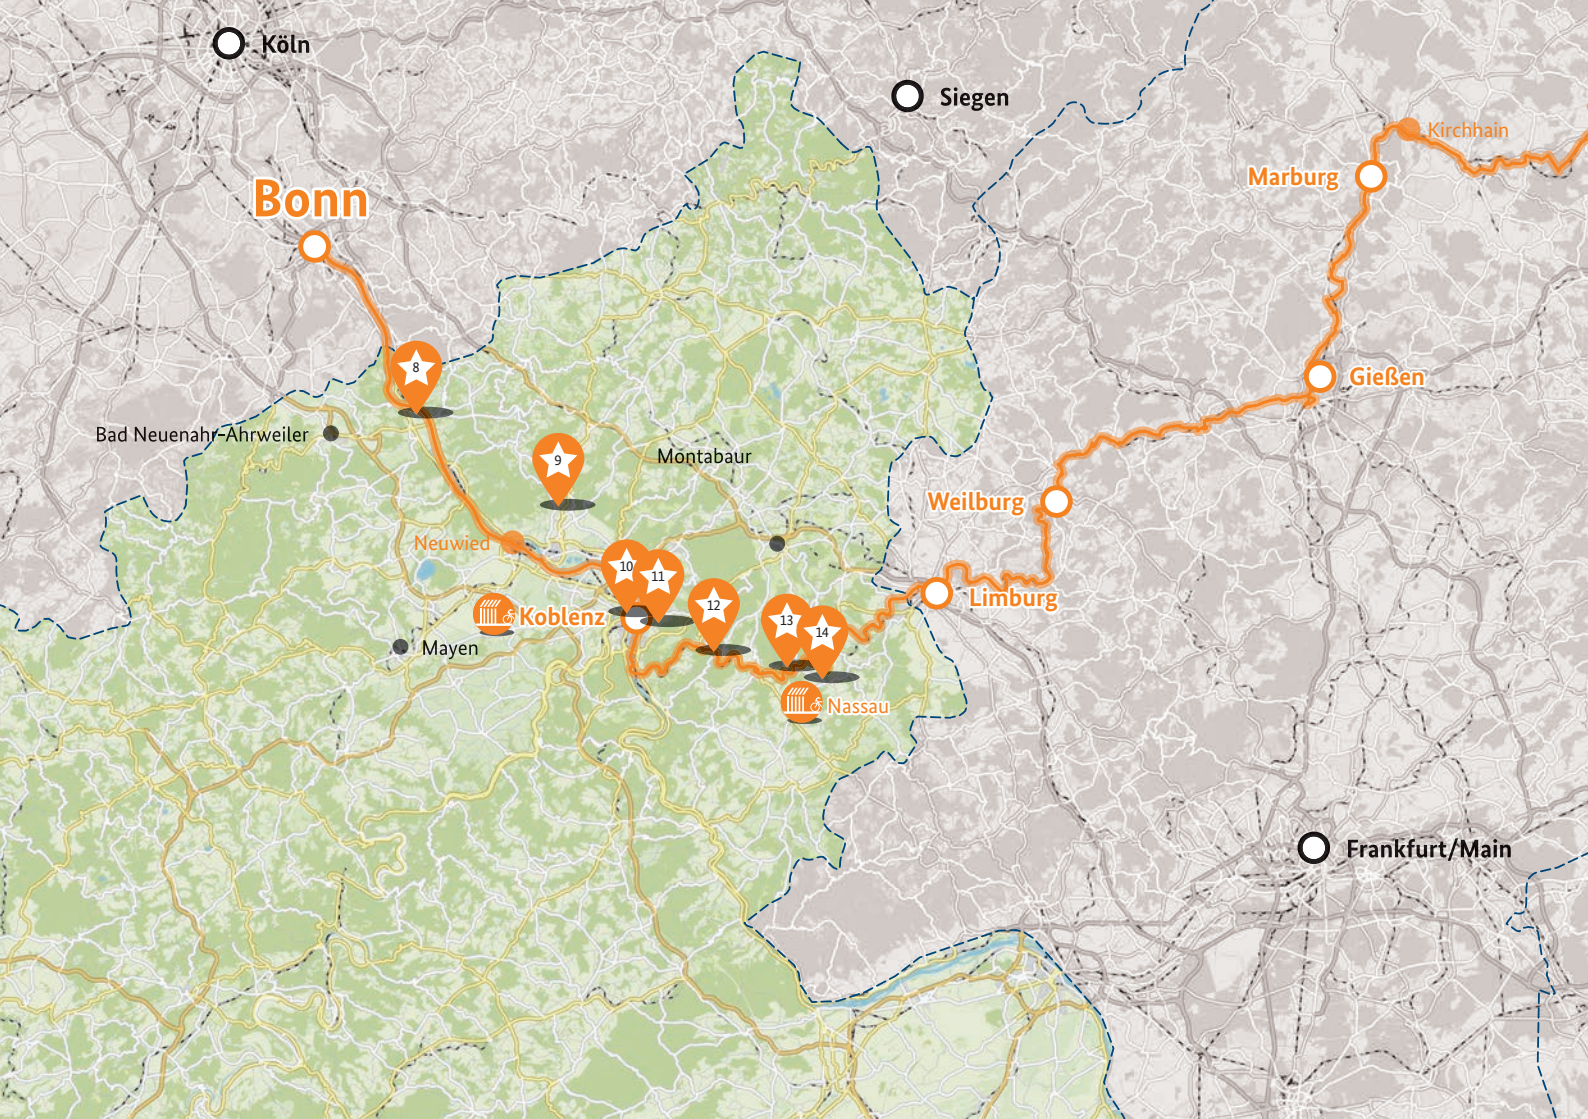 Köln
Siegen
Kirchhain
Marburg
Bonn
8
Gießen
Bad Neuenahr-Ahrweiler
9
Montabaur
Weilburg
Neuwied
10
11
12
Limburg
Koblenz
13
14
Mayen
Nassau
Frankfurt/Main